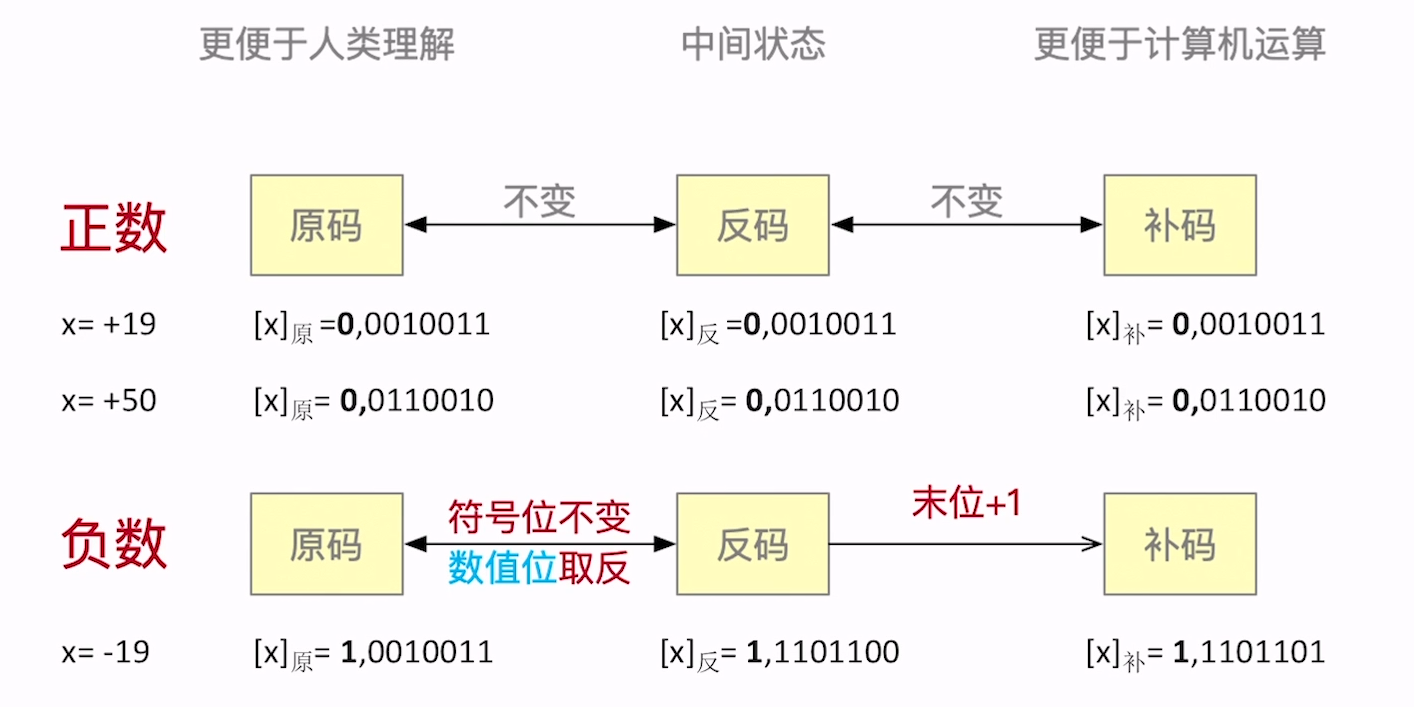 更便于人类理解 中间状态 更便于计算机运算
正数 原码 不变 反码 不变 补码
x= +19 [x]原 =0,0010011 [x]反 =0,0010011 [x]补= 0,0010011
x= +50 [x]原= 0,0110010 [x]反= 0,0110010 [x]补= 0,0110010
负数 原码 符号位不变 数值位取反 反码 末位+1 补码
x= -19 [x]原= 1,0010011 [x]反= 1,1101100 [x]补= 1,1101101